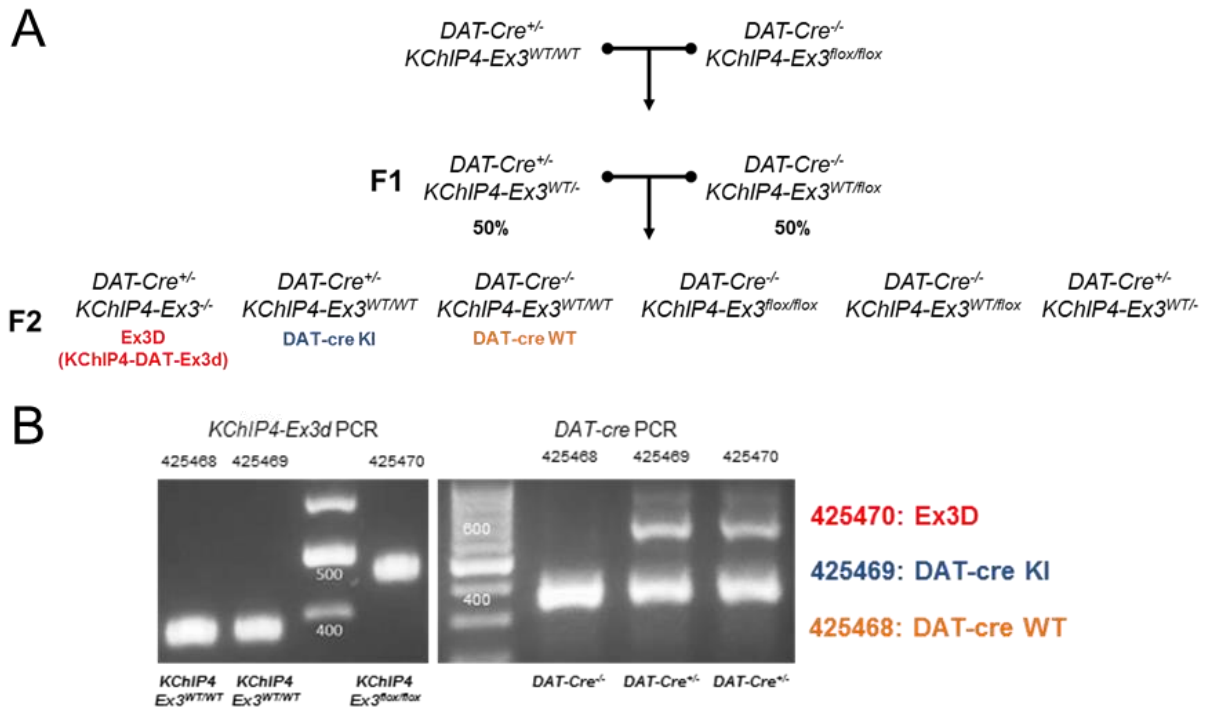 A
DAT-Cre+/-
KChIP4-Ex3WT/WT
DAT-Cre-/-
KChIP4-Ex3flox/flox
F1
DAT-Cre+/-
KChIP4-Ex3WT/-
50%
DAT-Cre-/-
KChIP4-Ex3WT/flox
50%
F2
DAT-Cre+/-
KChIP4-Ex3-/-
Ex3D
(KChIP4-DAT-Ex3d)
DAT-Cre+/-
KChIP4-Ex3WT/WT
DAT-cre KI
DAT-Cre-/-
KChIP4-Ex3WT/WT
DAT-cre WT
DAT-Cre-/-
KChIP4-Ex3flox/flox
DAT-Cre-/-
KChIP4-Ex3WT/flox
DAT-Cre+/-
KChIP4-Ex3WT/-
B
KChIP4-Ex3d PCR
425468 425469 425470
500
400
KChIP4
Ex3WT/WT
KChIP4
Ex3WT/WT
KChIP4
Ex3flox/flox
DAT-cre PCR
425468 425469 425470
600
400
DAT-Cre-/- DAT-Cre+/- DAT-Cre+/-
425470: Ex3D
425469: DAT-cre KI
425468: DAT-cre WT